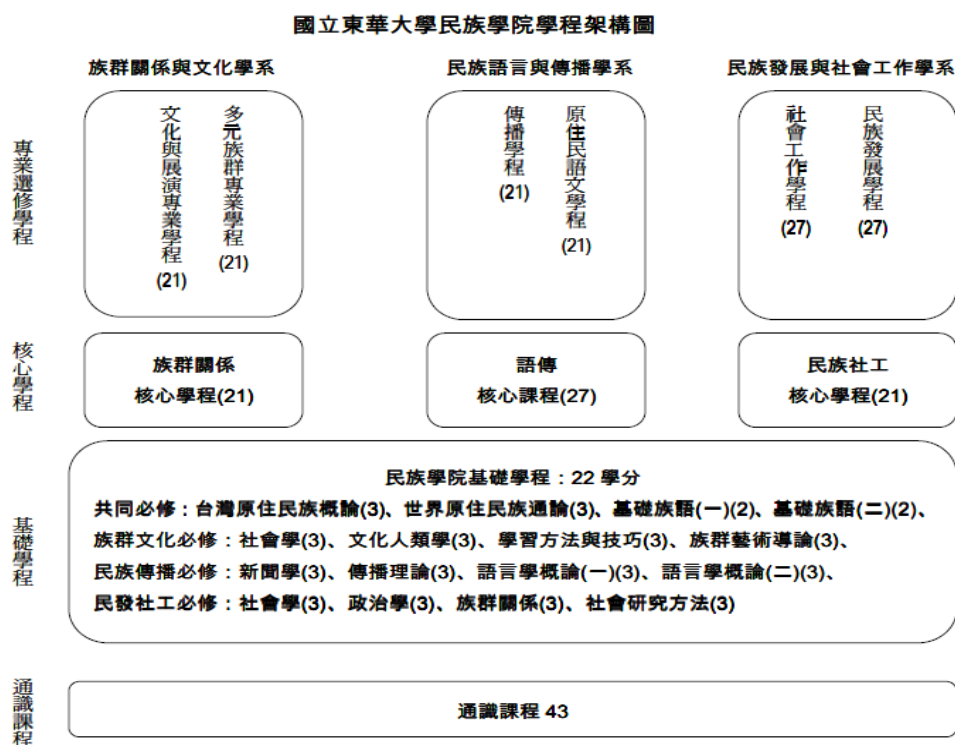 國立東華大學民族學院學程架構圖
族群關係與文化學系
民族語言與傳播學系
民族發展與社會工作學系
專業選修學程
文化與展演專業學程(21)
多元族群專業學程(21)
傳播學程(21)
原住民語文學程(21)
社會工作學程(27)
民族發展學程(27)
核心學程
族群關係
核心學程(21)
語傳
核心課程(27)
民族社工
核心學程(21)
基礎學程
民族學院基礎學程：22 學分
共同必修：台灣原住民族概論(3)、世界原住民族通論(3)、基礎族語(一)(2)、基礎族語(二)(2)、
族群文化必修：社會學(3)、文化人類學(3)、學習方法與技巧(3)、族群藝術導論(3)、
民族傳播必修：新聞學(3)、傳播理論(3)、語言學概論(一)(3)、語言學概論(二)(3)、
民發社工必修：社會學(3)、政治學(3)、族群關係(3)、社會研究方法(3)
通識課程
通識課程 43